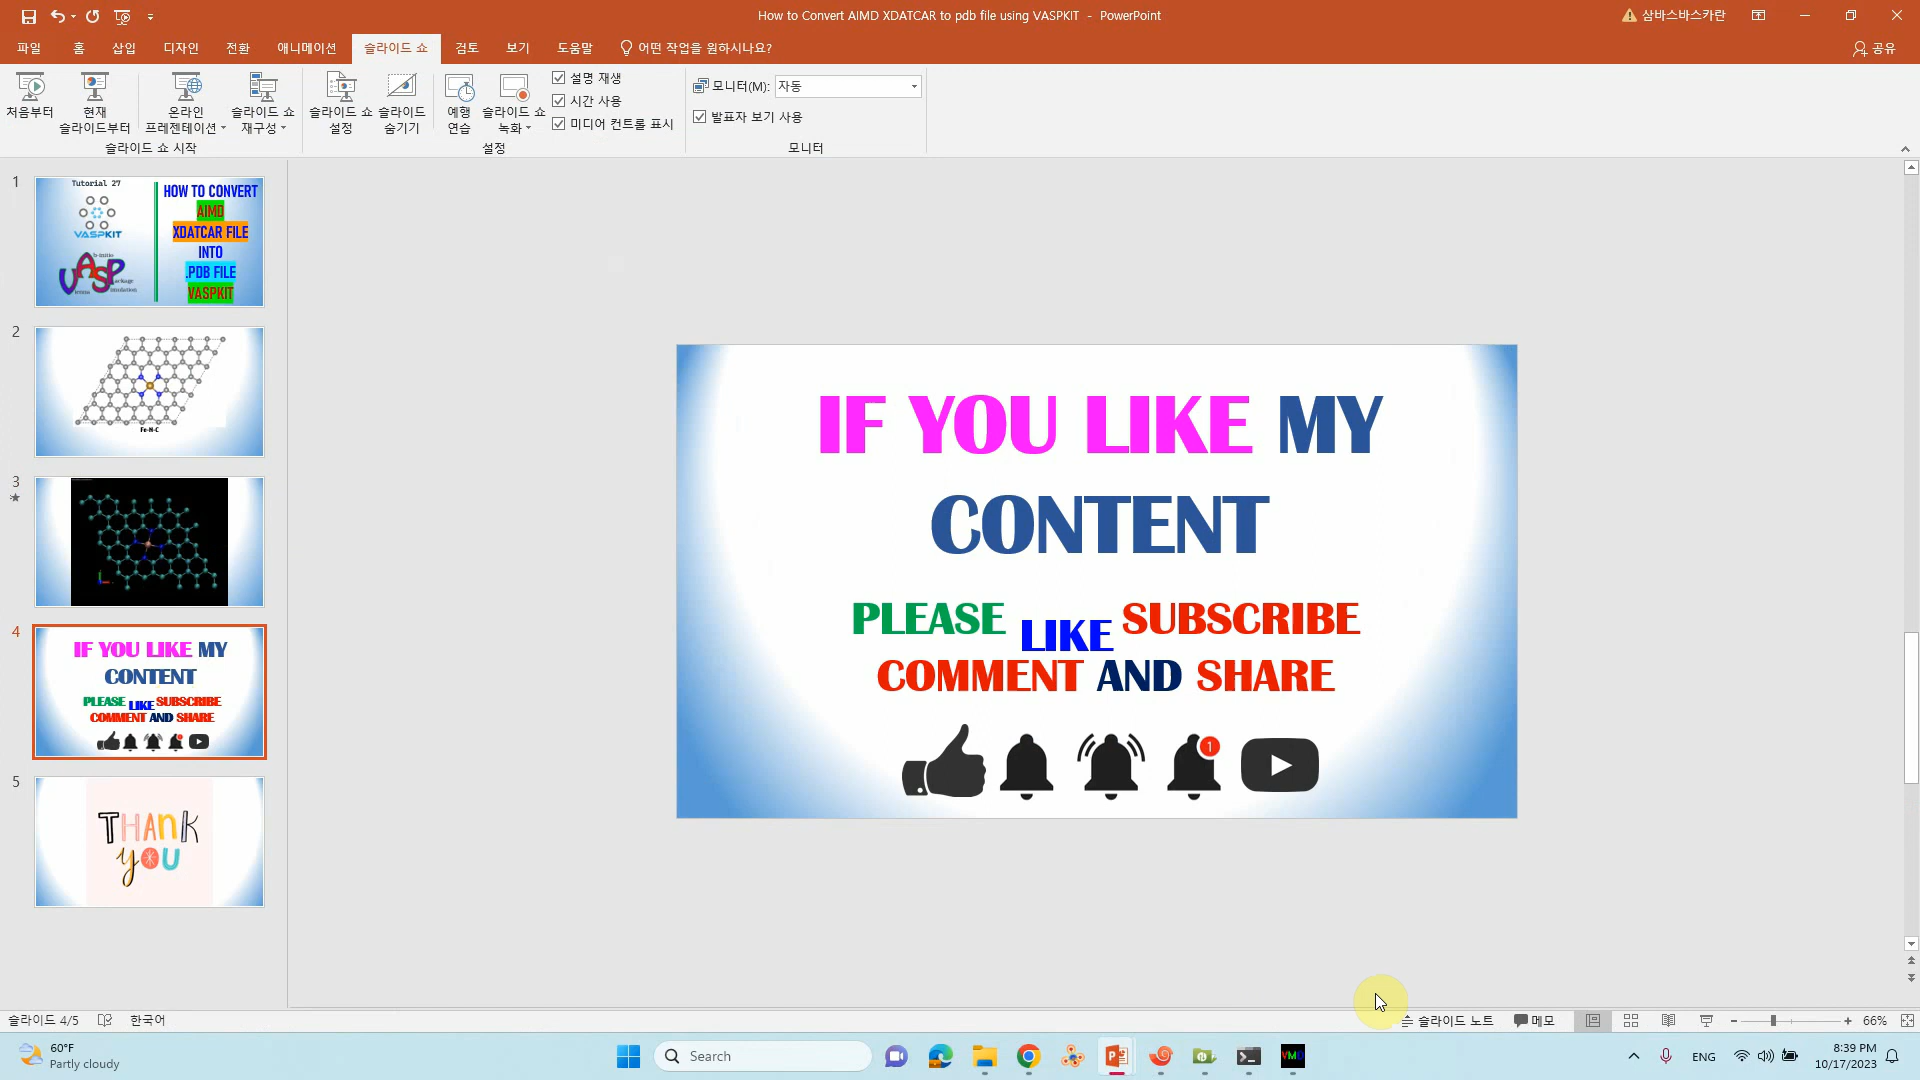 How to Convert AIMD XDATCAR to pdb file using VASPKIT - PowerPoint
삼바스바스카란
파일 홈 삽입 디자인 전환 애니메이션 슬라이드 쇼 검토 보기 도움말 어떤 작업을 원하시나요? 공유
처음부터
현재
슬라이드부터
온라인
프레젠테이션
슬라이드 쇼
재구성
슬라이드 쇼 시작
슬라이드 쇼
설정
슬라이드
숨기기
예행
연습
슬라이드 쇼
녹화
설명 재생
시간 사용
미디어 컨트롤 표시
설정
모니터(M): 자동
발표자 보기 사용
모니터
1
Tutorial 27
VASPKIT
VASP
HOW TO CONVERT
AIMD
XDATCAR FILE
INTO
.PDB FILE
VASPKIT
2
Fe-N-C
3
4
IF YOU LIKE MY
CONTENT
PLEASE LIKE SUBSCRIBE
COMMENT AND SHARE
5
THANK
YOU
IF YOU LIKE MY
CONTENT
PLEASE LIKE SUBSCRIBE
COMMENT AND SHARE
1
슬라이드 4/5 한국어
슬라이드 노트 메모 66%
60°F
Partly cloudy
Search
VMD
ENG
8:39 PM
10/17/2023